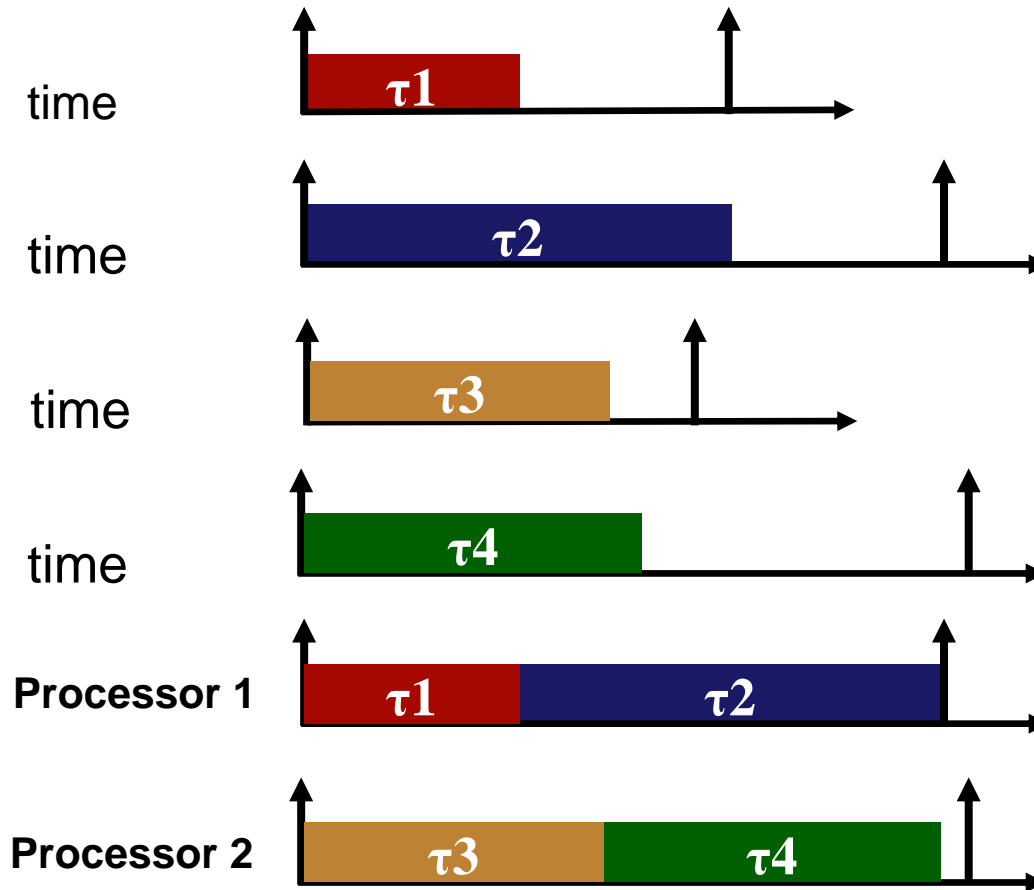 τ1
time
τ2
time
τ3
time
τ4
time
Processor 1 τ1 τ2
Processor 2 τ3 τ4